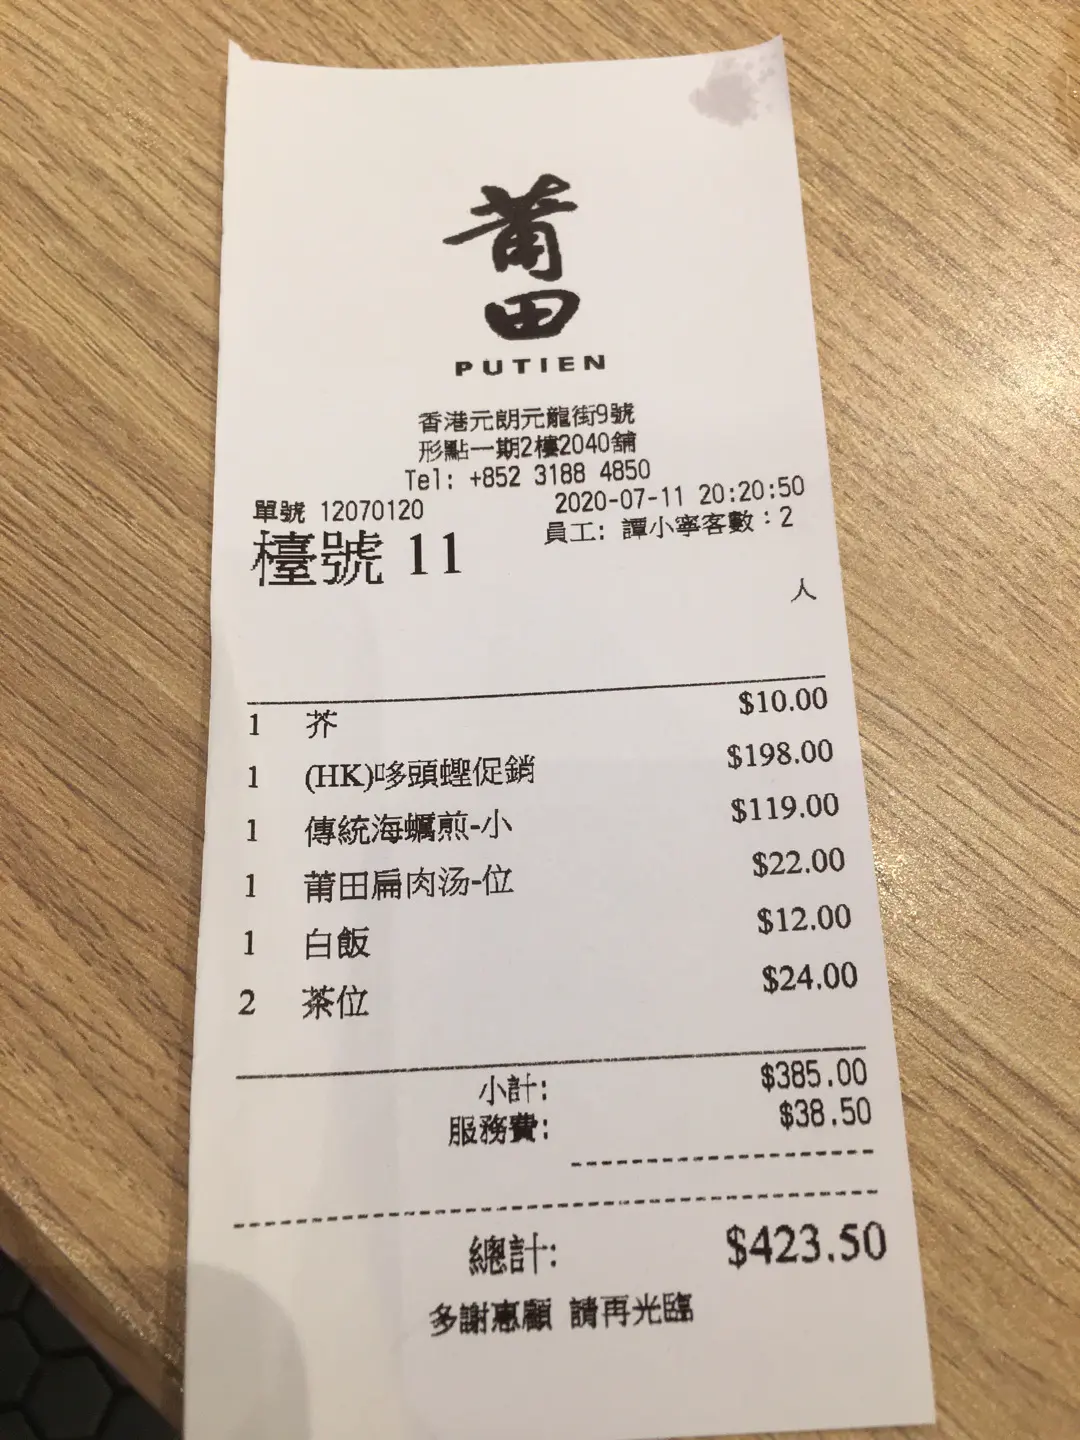 莆田
PUTIEN
香港元朗元龍街9號
形點一期2樓2040舖
Tel: +852 3188 4850
單號 12070120 2020-07-11 20:20:50
檯號 11 員工: 譚小寧客數：2
人
1 芥 $10.00
1 (HK)哆頭蟶促銷 $198.00
1 傳統海蠣煎-小 $119.00
1 莆田扁肉汤-位 $22.00
1 白飯 $12.00
2 茶位 $24.00
小計: $385.00
服務費: $38.50
總計: $423.50
多謝惠顧 請再光臨